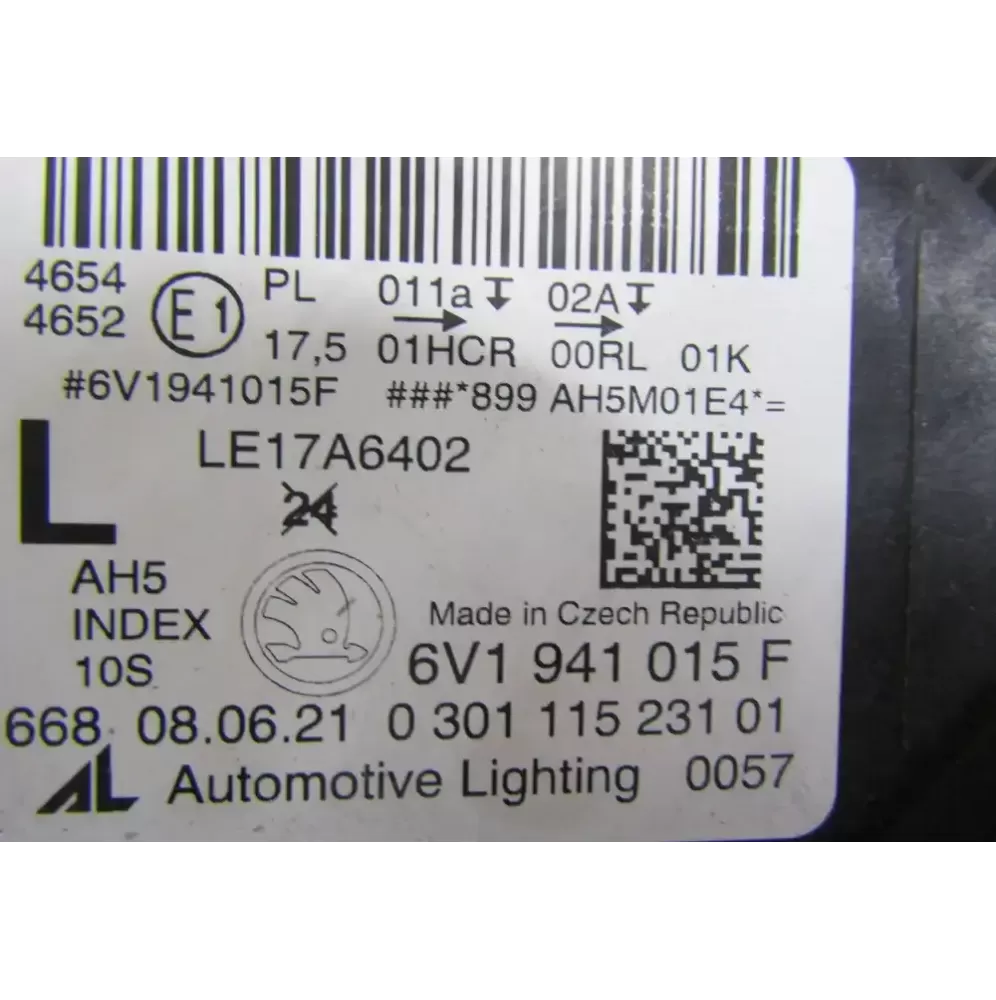 4654 E1 PL 011a 02A
4652 17,5 01HCR 00RL 01K
#6V1941015F ###*899 AH5M01E4*=
L LE17A6402
24
AH5
INDEX
10S
Made in Czech Republic
6V1 941 015 F
668 08.06.21 0 301 115 231 01
AL Automotive Lighting 0057